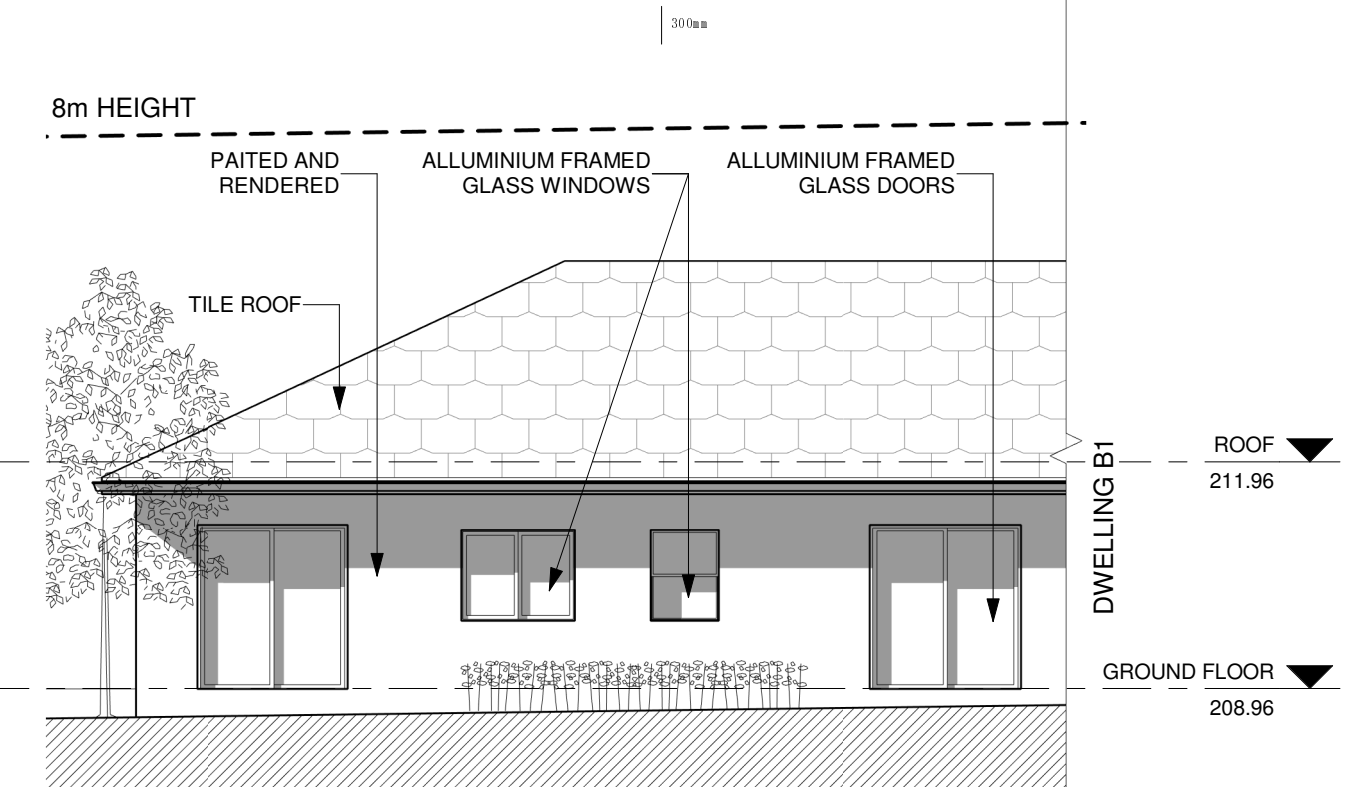 300mm
8m HEIGHT
PAITED AND
RENDERED
ALLUMINIUM FRAMED
GLASS WINDOWS
ALLUMINIUM FRAMED
GLASS DOORS
TILE ROOF
DWELLING B1
ROOF
211.96
GROUND FLOOR
208.96